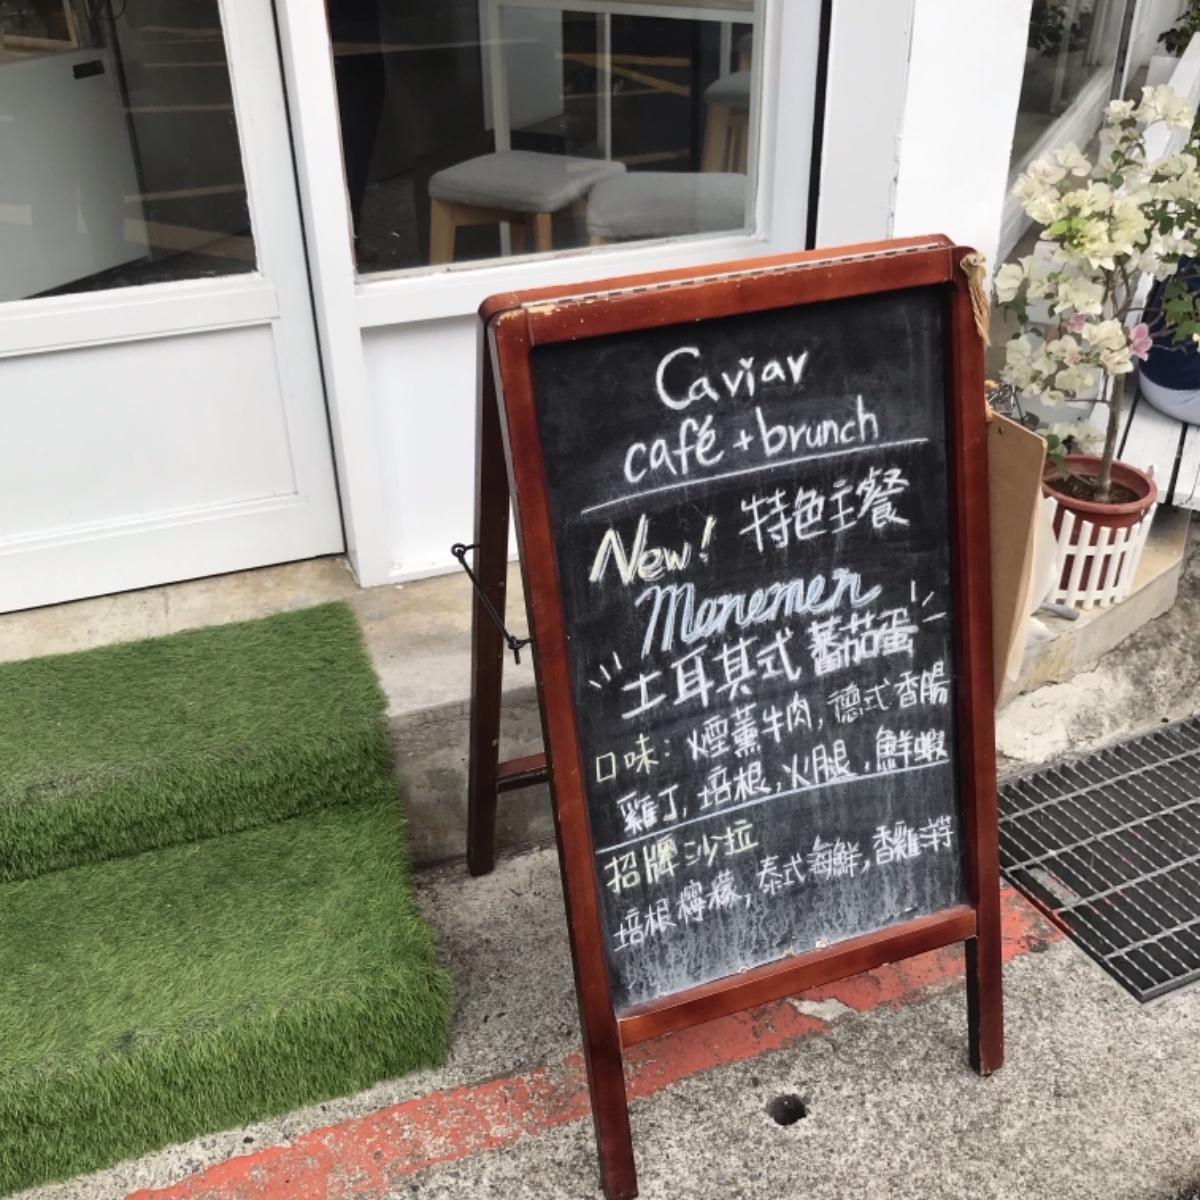 Caviar
café + brunch
New! 特色主餐
Menemen
土耳其式蕃茄蛋
口味：煙薰牛肉，德式香腸
雞丁，培根，火腿，鮮蝦
招牌沙拉
培根檸檬，泰式海鮮，香雞洋芋